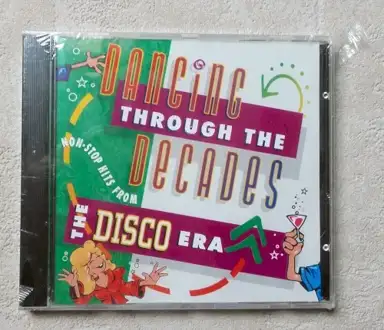 DANCiNG
THROUGH THE
DECADES
NON-STOP HITS FROM
THE DISCO ERA